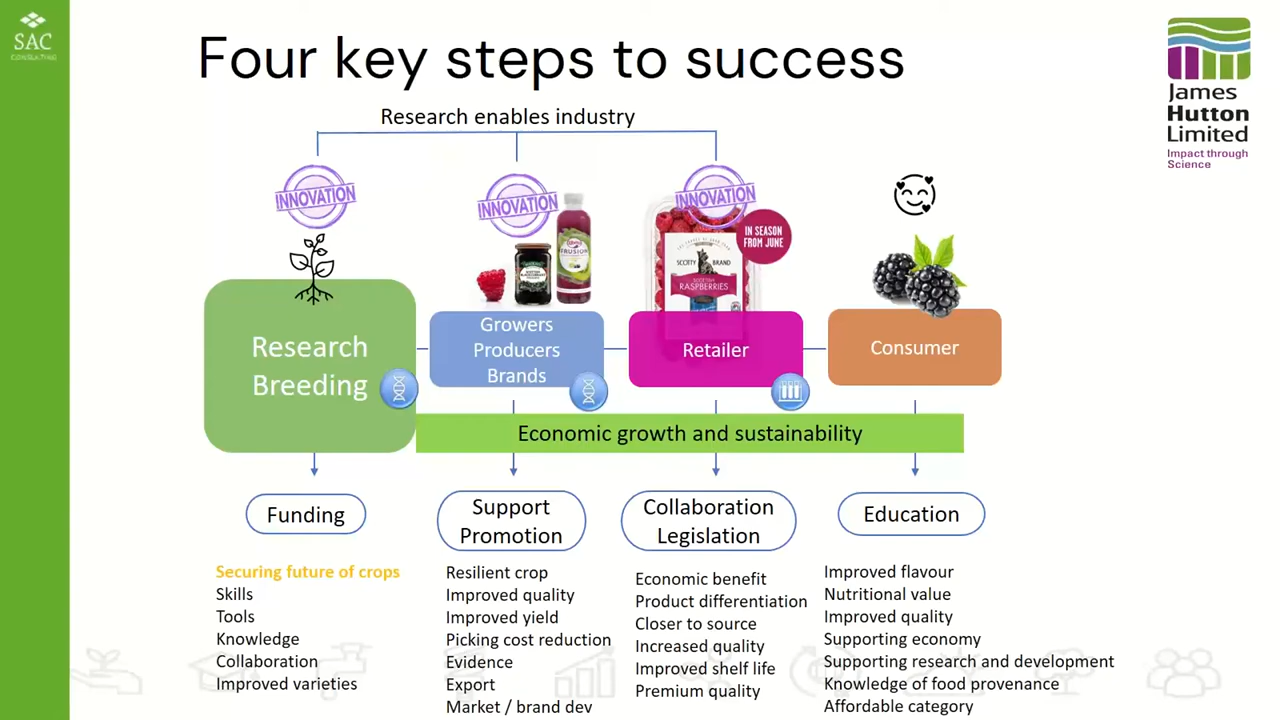 SAC
CONSULTING
Four key steps to success
James
Hutton
Limited
Impact through
Science
Research enables industry
INNOVATION
INNOVATION
INNOVATION
IN SEASON
FROM JUNE
SCOTTY BRAND
SCOTTISH
RASPBERRIES
Research
Breeding
Growers
Producers
Brands
Retailer
Consumer
Economic growth and sustainability
Funding
Support
Promotion
Collaboration
Legislation
Education
Securing future of crops
Skills
Tools
Knowledge
Collaboration
Improved varieties
Resilient crop
Improved quality
Improved yield
Picking cost reduction
Evidence
Export
Market / brand dev
Economic benefit
Product differentiation
Closer to source
Increased quality
Improved shelf life
Premium quality
Improved flavour
Nutritional value
Improved quality
Supporting economy
Supporting research and development
Knowledge of food provenance
Affordable category